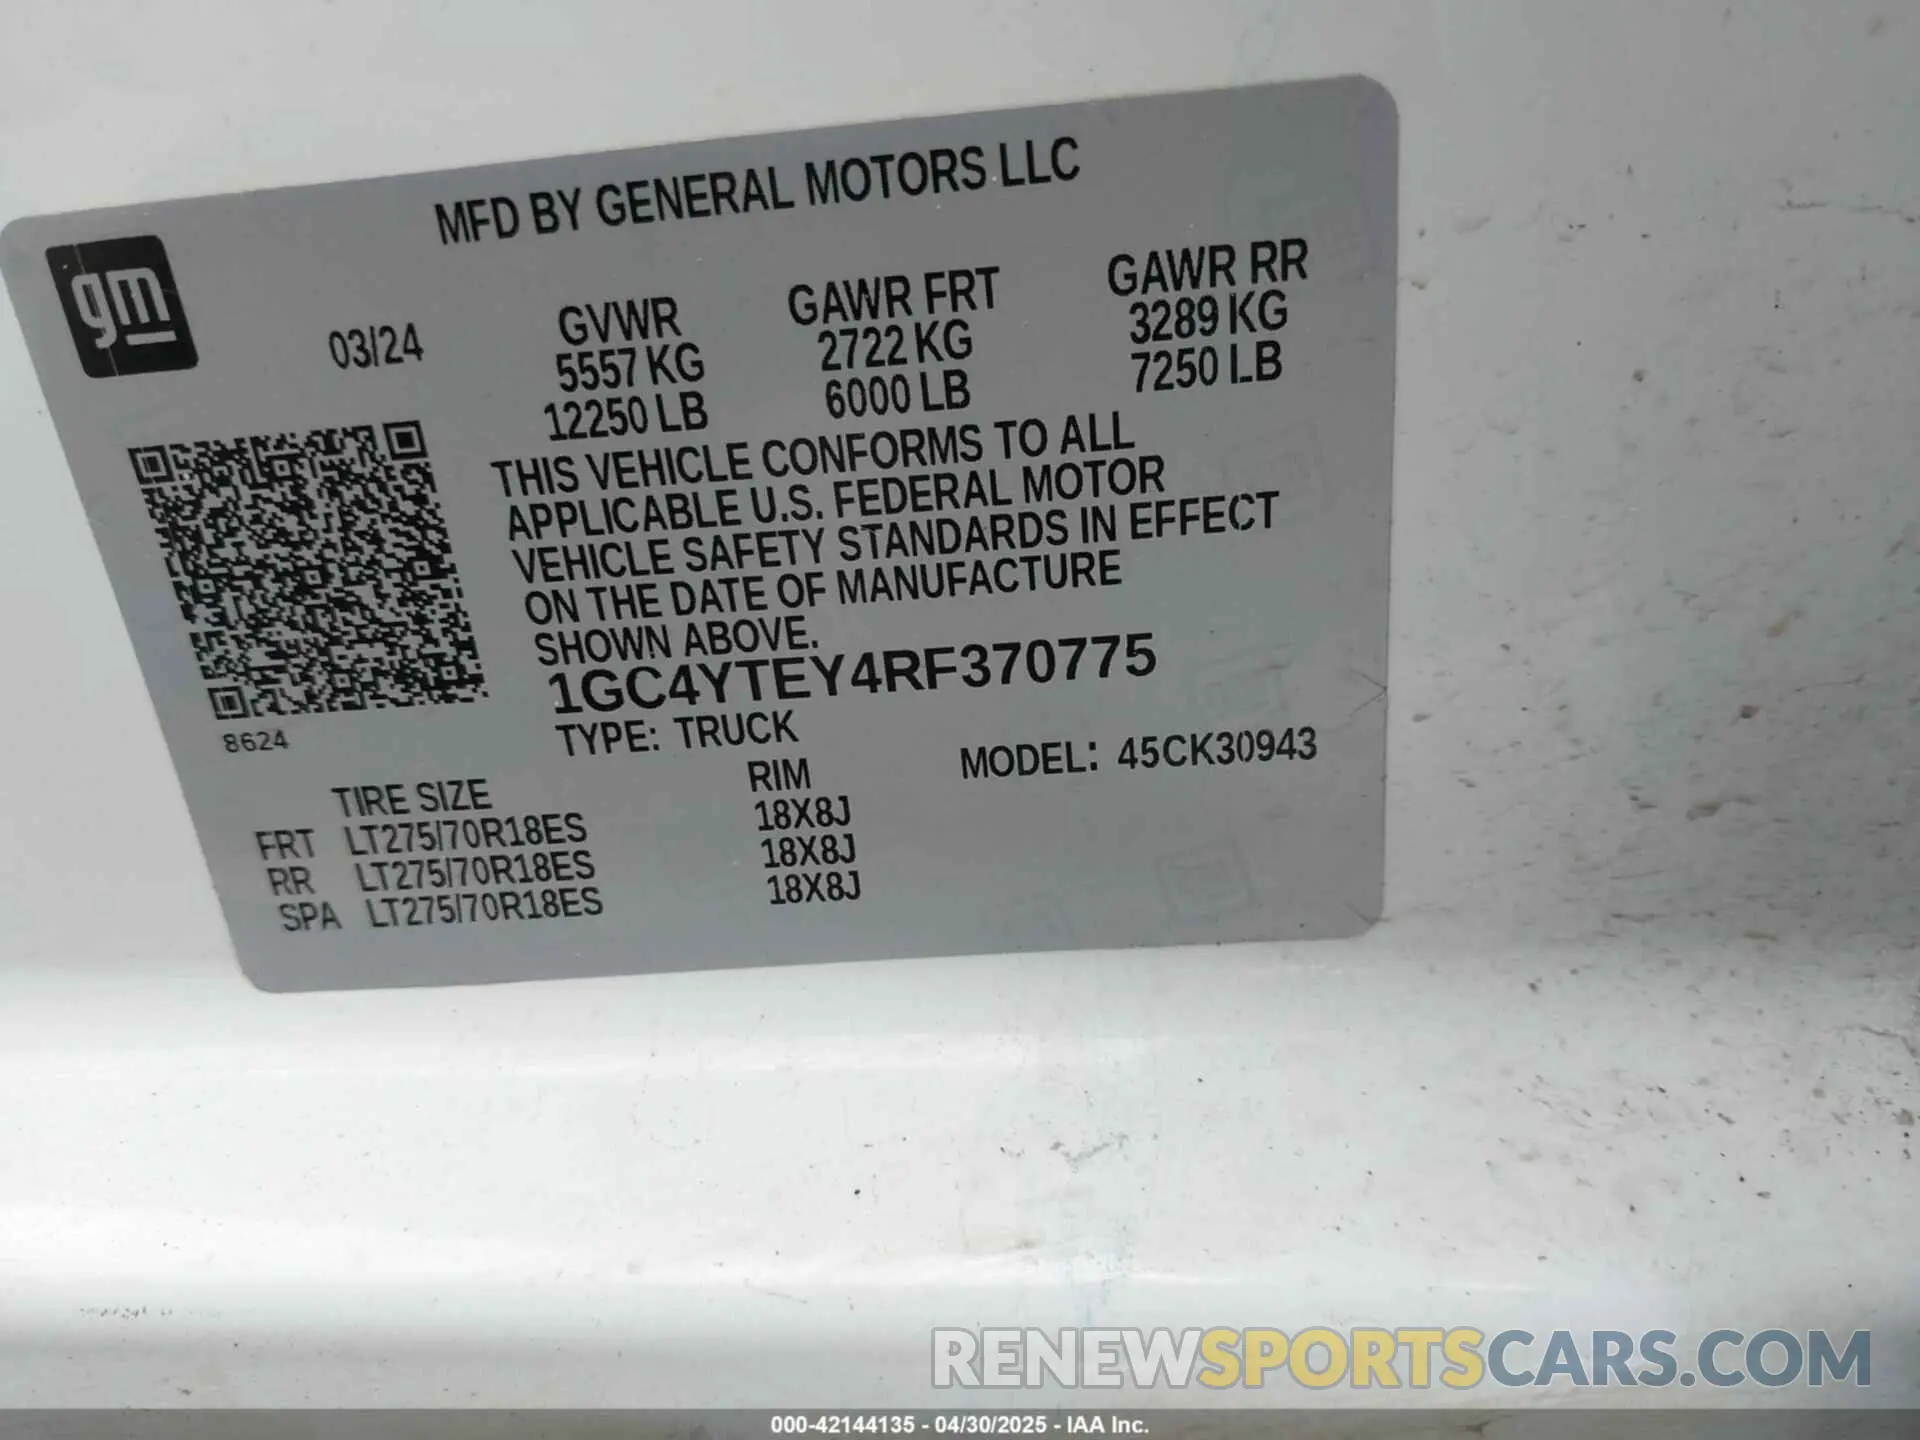 MFD BY GENERAL MOTORS LLC
gm
03/24
GVWR
5557 KG
12250 LB
GAWR FRT
2722 KG
6000 LB
GAWR RR
3289 KG
7250 LB
THIS VEHICLE CONFORMS TO ALL
APPLICABLE U.S. FEDERAL MOTOR
VEHICLE SAFETY STANDARDS IN EFFECT
ON THE DATE OF MANUFACTURE
SHOWN ABOVE.
1GC4YTEY4RF370775
8624
TYPE: TRUCK
MODEL: 45CK30943
TIRE SIZE RIM
FRT LT275/70R18ES 18X8J
RR LT275/70R18ES 18X8J
SPA LT275/70R18ES 18X8J
RENEWSPORTSCARS.COM
000-42144135 - 04/30/2025 - IAA Inc.